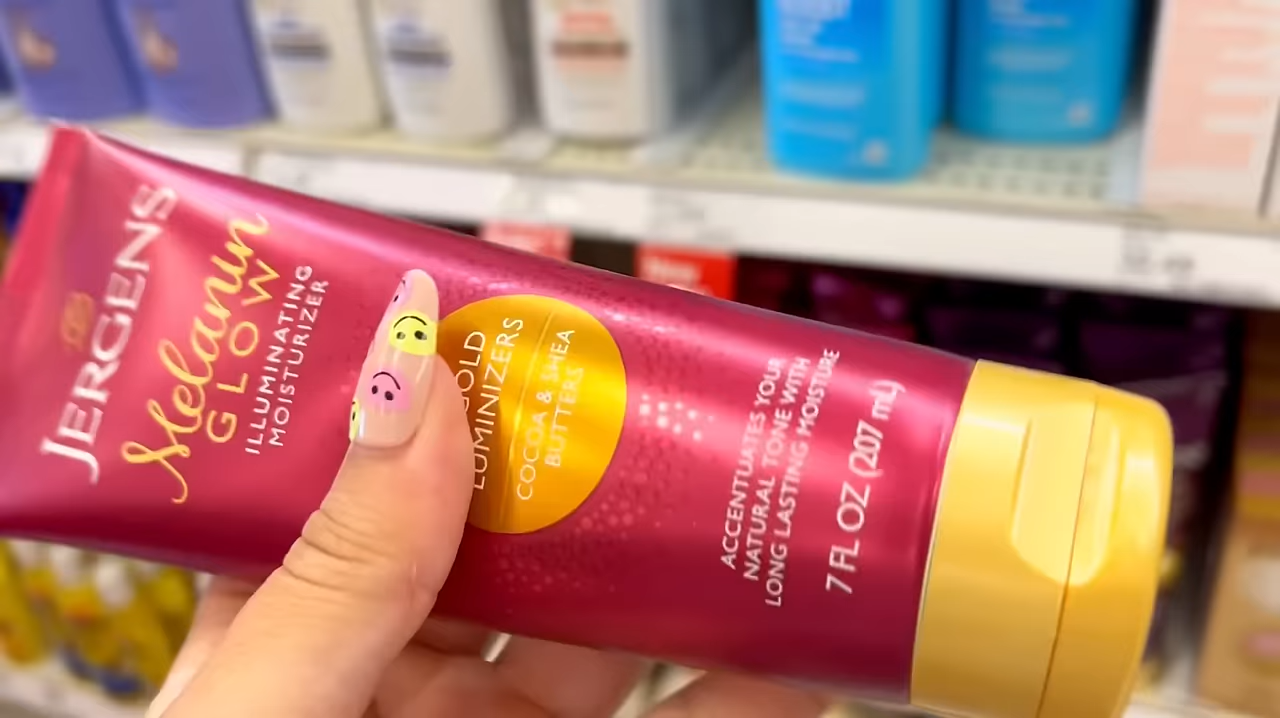 JERGENS
Melanun
GLOW
ILLUMINATING
MOISTURIZER
GOLD
LUMINIZERS
COCOA & SHEA
BUTTERS
ACCENTUATES YOUR
NATURAL TONE WITH
LONG LASTING MOISTURE
7 FL OZ (207 mL)